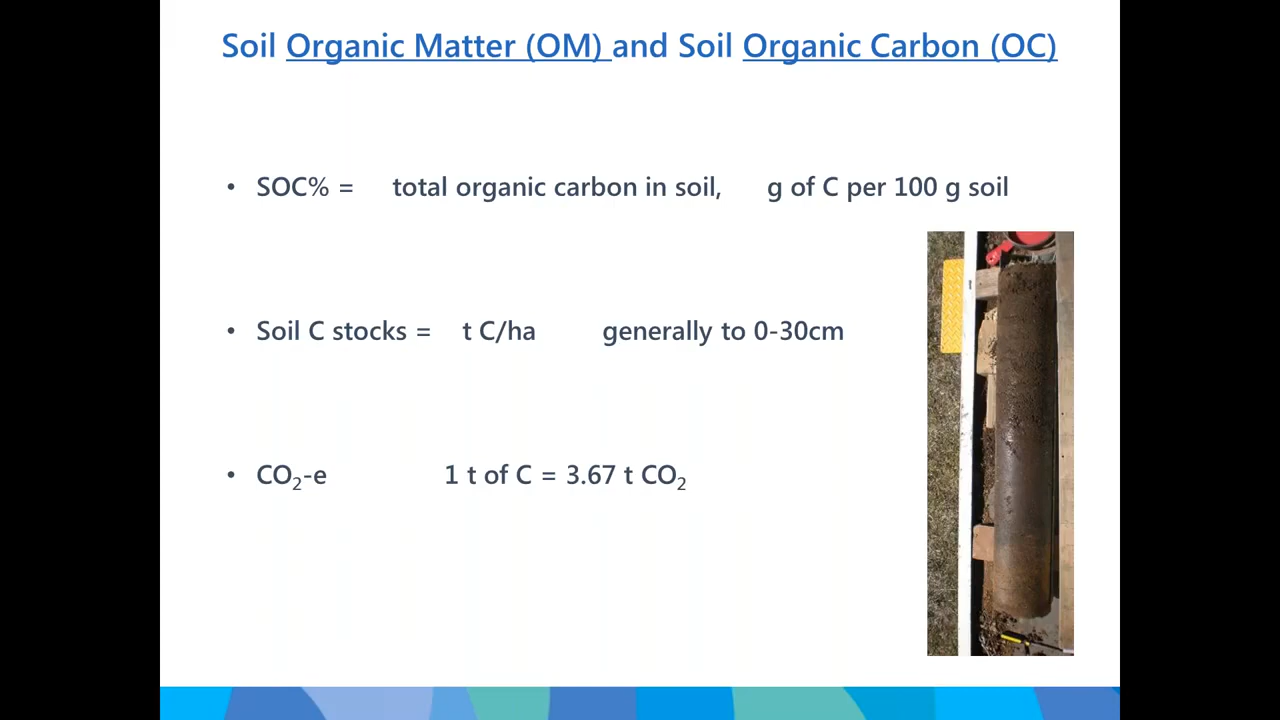 Soil Organic Matter (OM) and Soil Organic Carbon (OC)
• SOC% = total organic carbon in soil, g of C per 100 g soil
• Soil C stocks = t C/ha generally to 0-30cm
• CO₂-e 1 t of C = 3.67 t CO₂